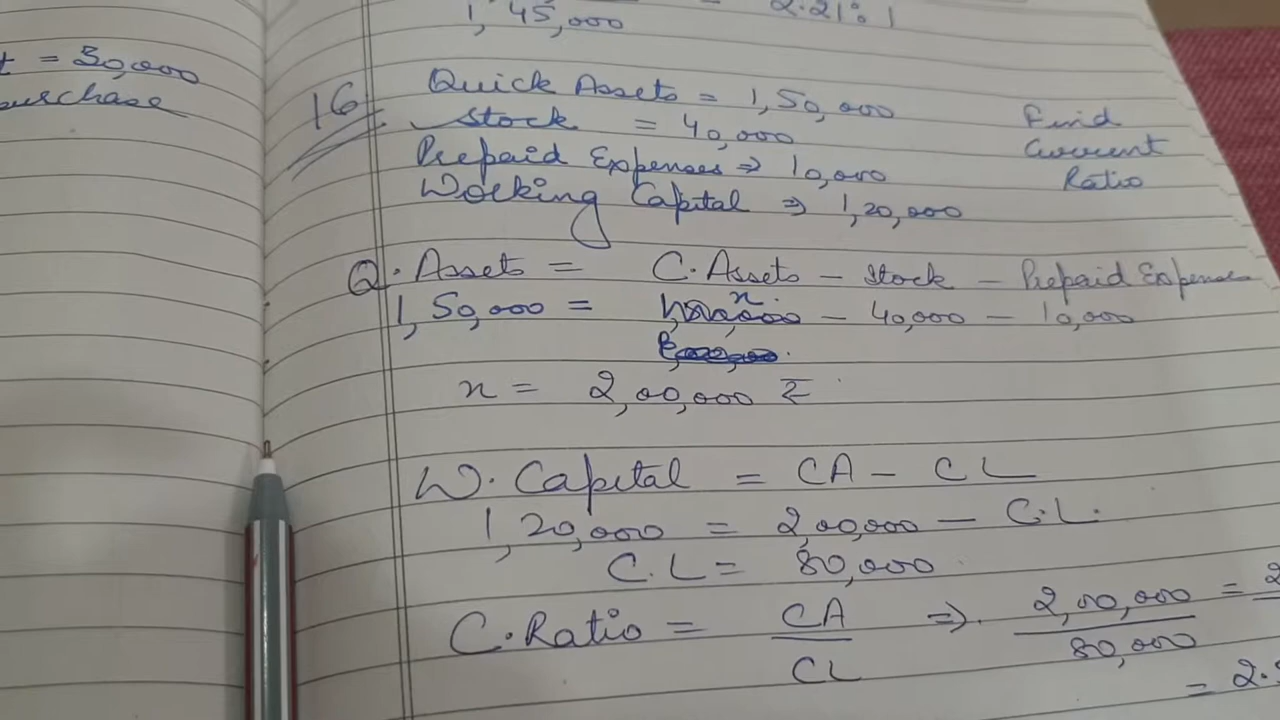 t = 30,000
purchase
1,45,000 = 2.21:1
16 Quick Assets = 1,50,000 Find
Stock = 40,000 Current
Prepaid Expenses ⇒ 10,000 Ratio
Working Capital ⇒ 1,20,000
Q. Assets = C. Assets - Stock - Prepaid Expenses
1,50,000 = x - 40,000 - 10,000
x = 2,00,000 ₹
W. Capital = CA - CL
1,20,000 = 2,00,000 - C.L.
C.L = 80,000
C. Ratio = CA ⇒ 2,00,000 = 2
CL 80,000
= 2.